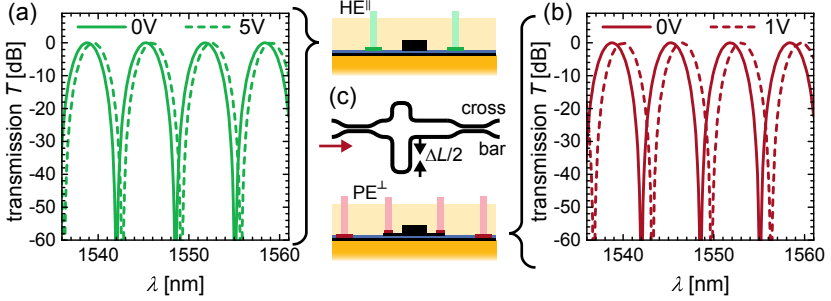 (a)
0V 5V
transmission T [dB]
0
-10
-20
-30
-40
-50
-60
1540 1550 1560
λ [nm]
HE∥
(c)
cross
bar
ΔL/2
PE⊥
(b)
0V 1V
transmission T [dB]
0
-10
-20
-30
-40
-50
-60
1540 1550 1560
λ [nm]